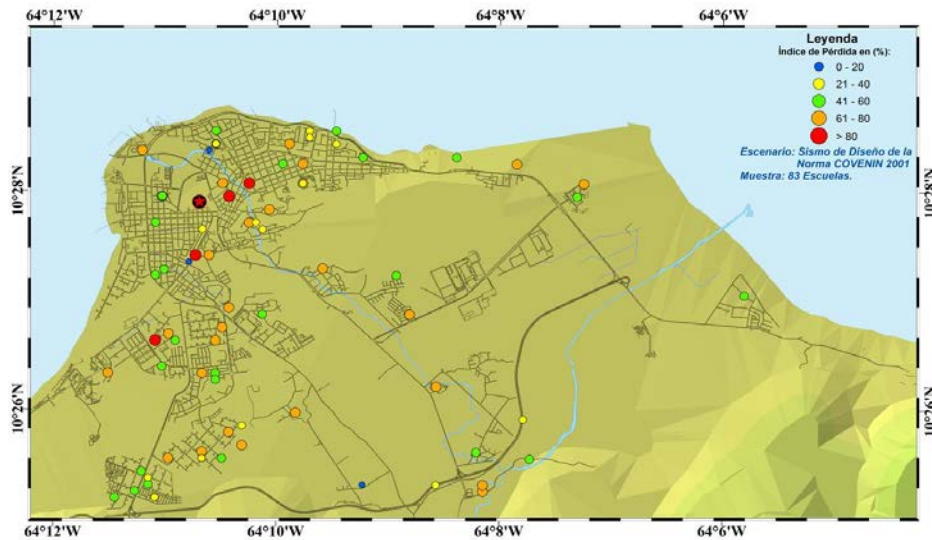 64°12'W 64°10'W 64°8'W 64°6'W
Leyenda
Índice de Pérdida en (%):
0 - 20
21 - 40
41 - 60
61 - 80
> 80
Escenario: Sismo de Diseño de la
Norma COVENIN 2001
Muestra: 83 Escuelas.
10°28'N 10°28'N
10°26'N 10°26'N
64°12'W 64°10'W 64°8'W 64°6'W